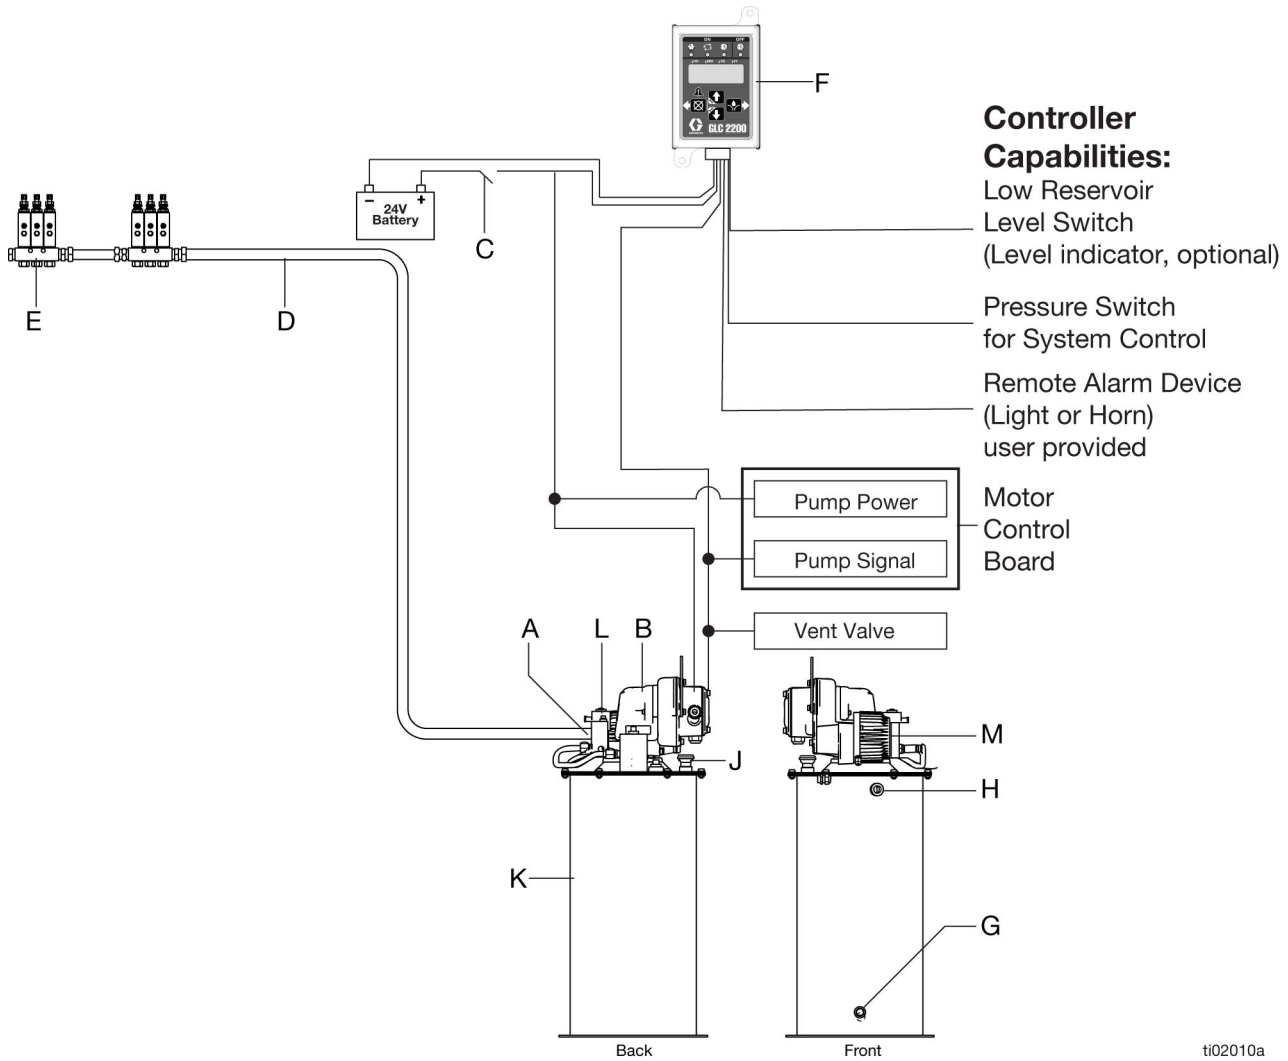 ON OFF
F
GLC 2200
Controller
Capabilities:
Low Reservoir
Level Switch
(Level indicator, optional)
Pressure Switch
for System Control
Remote Alarm Device
(Light or Horn)
user provided
– +
24V
Battery
C
E
D
Pump Power
Pump Signal
Motor
Control
Board
Vent Valve
A L B
J
M
H
K
G
Back
Front
ti02010a